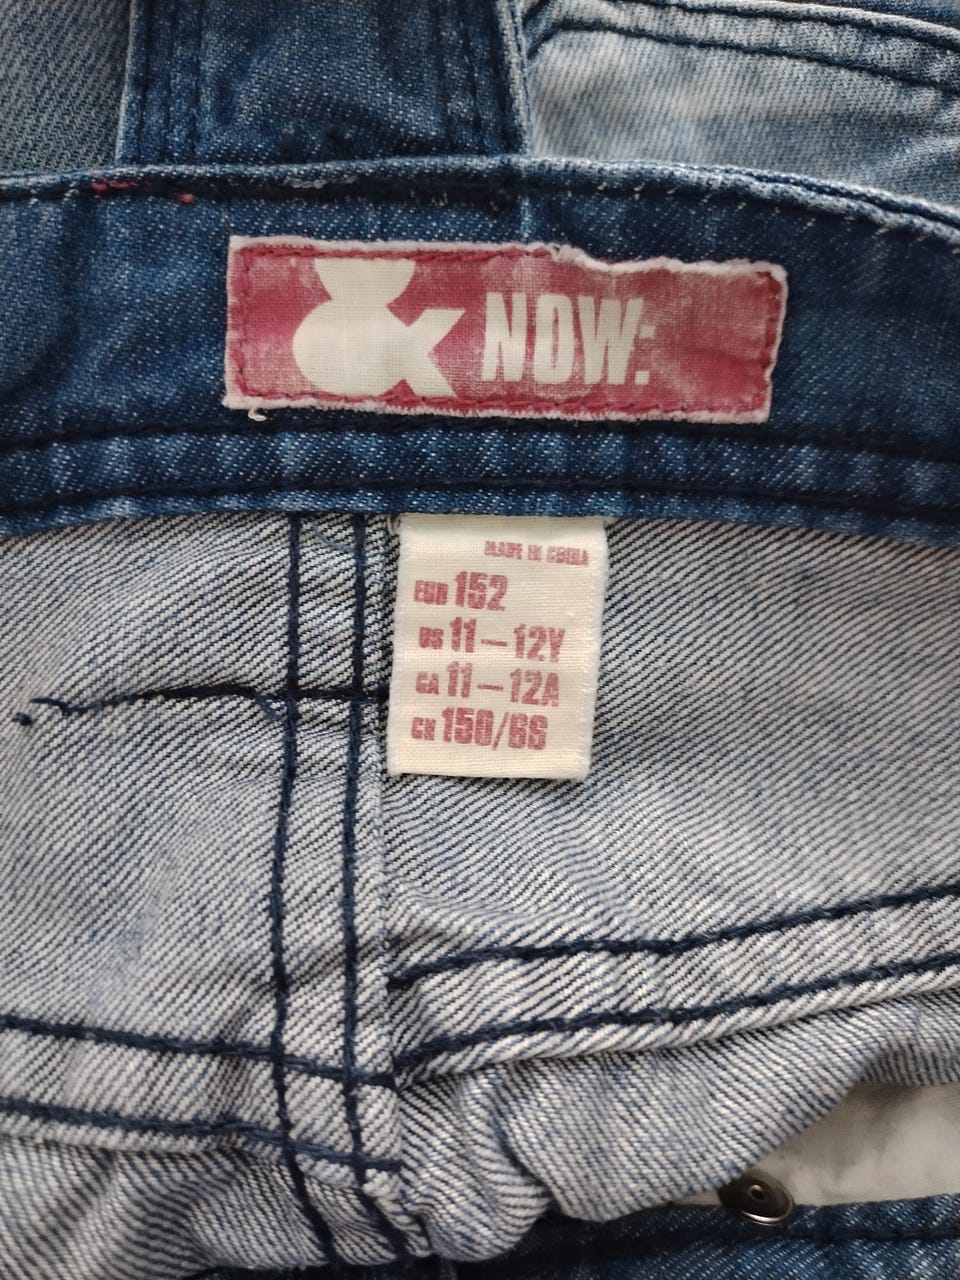 & NOW:
MADE IN CHINA
EUR 152
US 11-12Y
CA 11-12A
CN 150/66